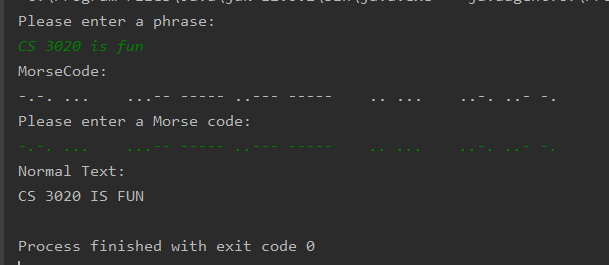 Please enter a phrase:
CS 3020 is fun
MorseCode:
-.-. ...    ...-- ----- ..--- -----    .. ...    ..-. ..- -.
Please enter a Morse code:
-.-. ...    ...-- ----- ..--- -----    .. ...    ..-. ..- -.
Normal Text:
CS 3020 IS FUN
Process finished with exit code 0